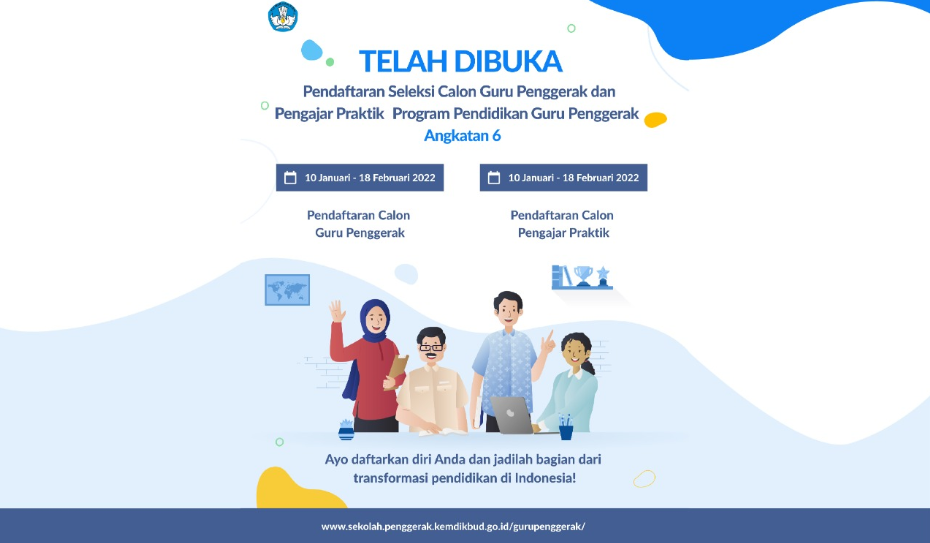 TELAH DIBUKA
Pendaftaran Seleksi Calon Guru Penggerak dan
Pengajar Praktik Program Pendidikan Guru Penggerak
Angkatan 6
10 Januari - 18 Februari 2022
10 Januari - 18 Februari 2022
Pendaftaran Calon
Guru Penggerak
Pendaftaran Calon
Pengajar Praktik
Ayo daftarkan diri Anda dan jadilah bagian dari
transformasi pendidikan di Indonesia!
www.sekolah.penggerak.kemdikbud.go.id/gurupenggerak/